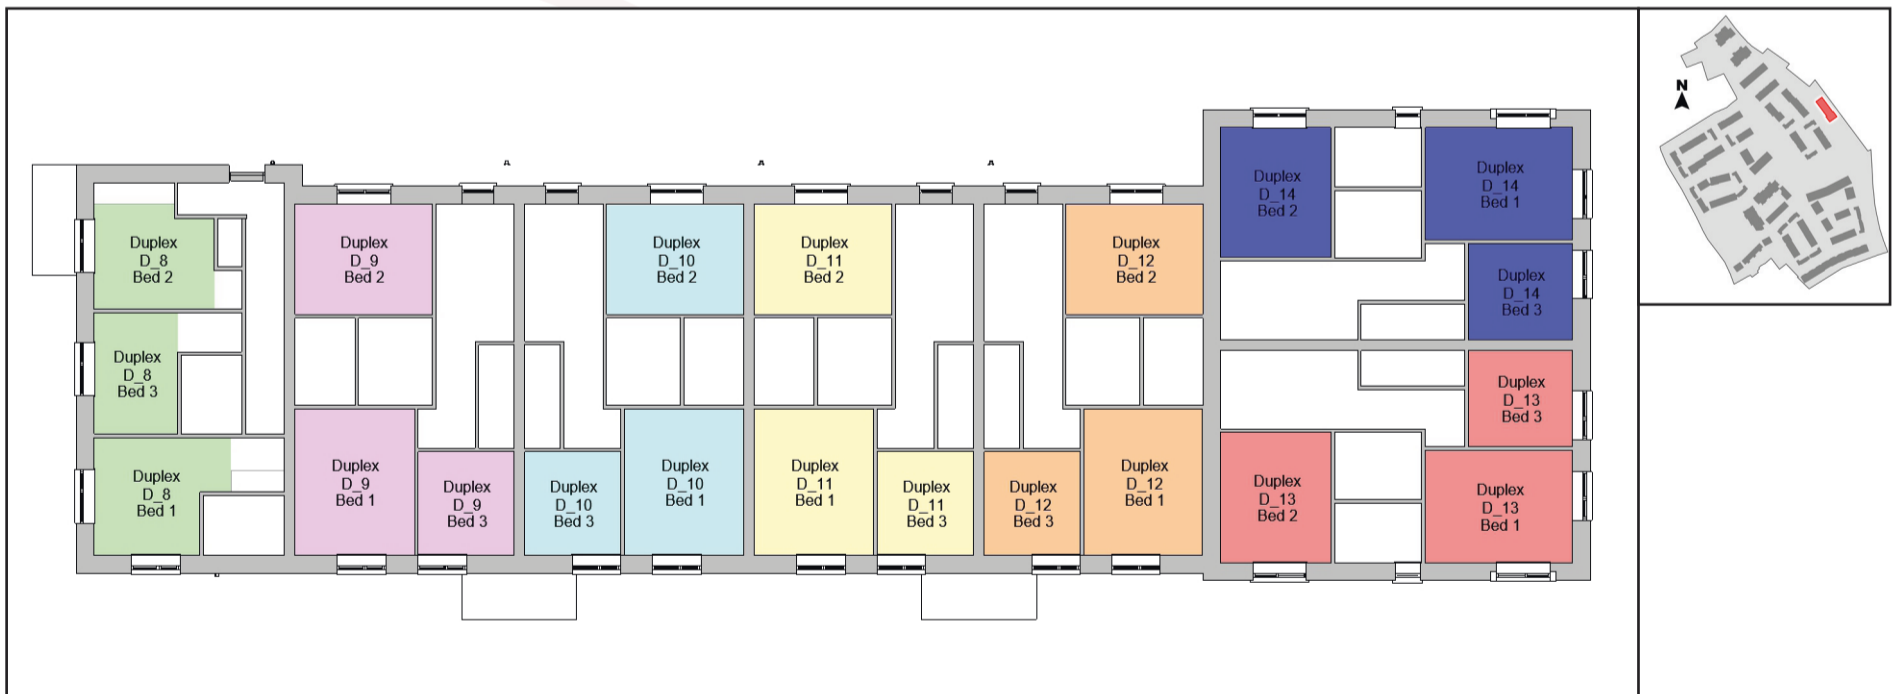 N
Duplex
D_8
Bed 2
Duplex
D_9
Bed 2
Duplex
D_10
Bed 2
Duplex
D_11
Bed 2
Duplex
D_12
Bed 2
Duplex
D_14
Bed 2
Duplex
D_14
Bed 1
Duplex
D_14
Bed 3
Duplex
D_8
Bed 3
Duplex
D_13
Bed 3
Duplex
D_8
Bed 1
Duplex
D_9
Bed 1
Duplex
D_9
Bed 3
Duplex
D_10
Bed 3
Duplex
D_10
Bed 1
Duplex
D_11
Bed 1
Duplex
D_11
Bed 3
Duplex
D_12
Bed 3
Duplex
D_12
Bed 1
Duplex
D_13
Bed 2
Duplex
D_13
Bed 1